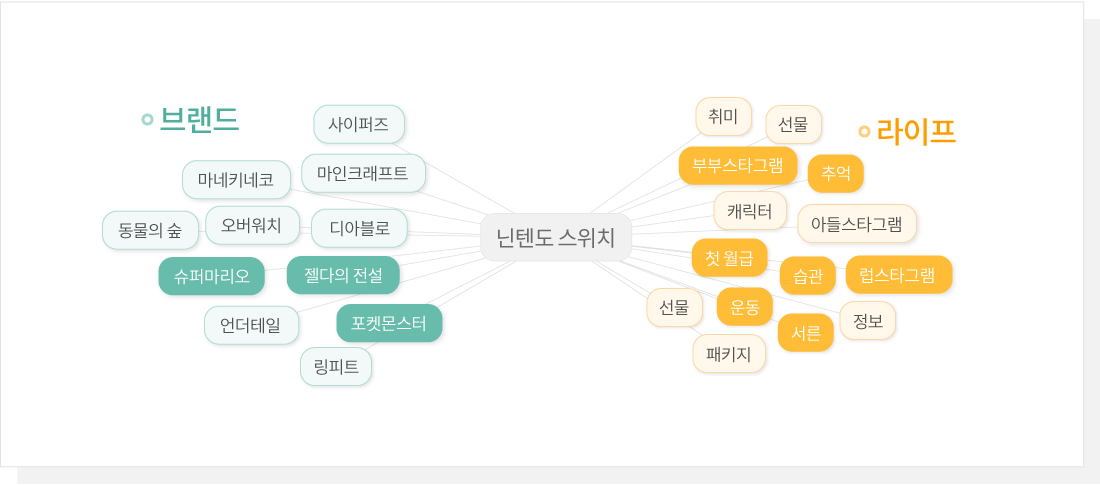 브랜드
사이퍼즈
마인크래프트
마네키네코
동물의 숲
오버워치
디아블로
슈퍼마리오
젤다의 전설
언더테일
포켓몬스터
링피트
닌텐도 스위치
라이프
취미
선물
부부스타그램
추억
캐릭터
아들스타그램
첫 월급
습관
럽스타그램
선물
운동
정보
서른
패키지